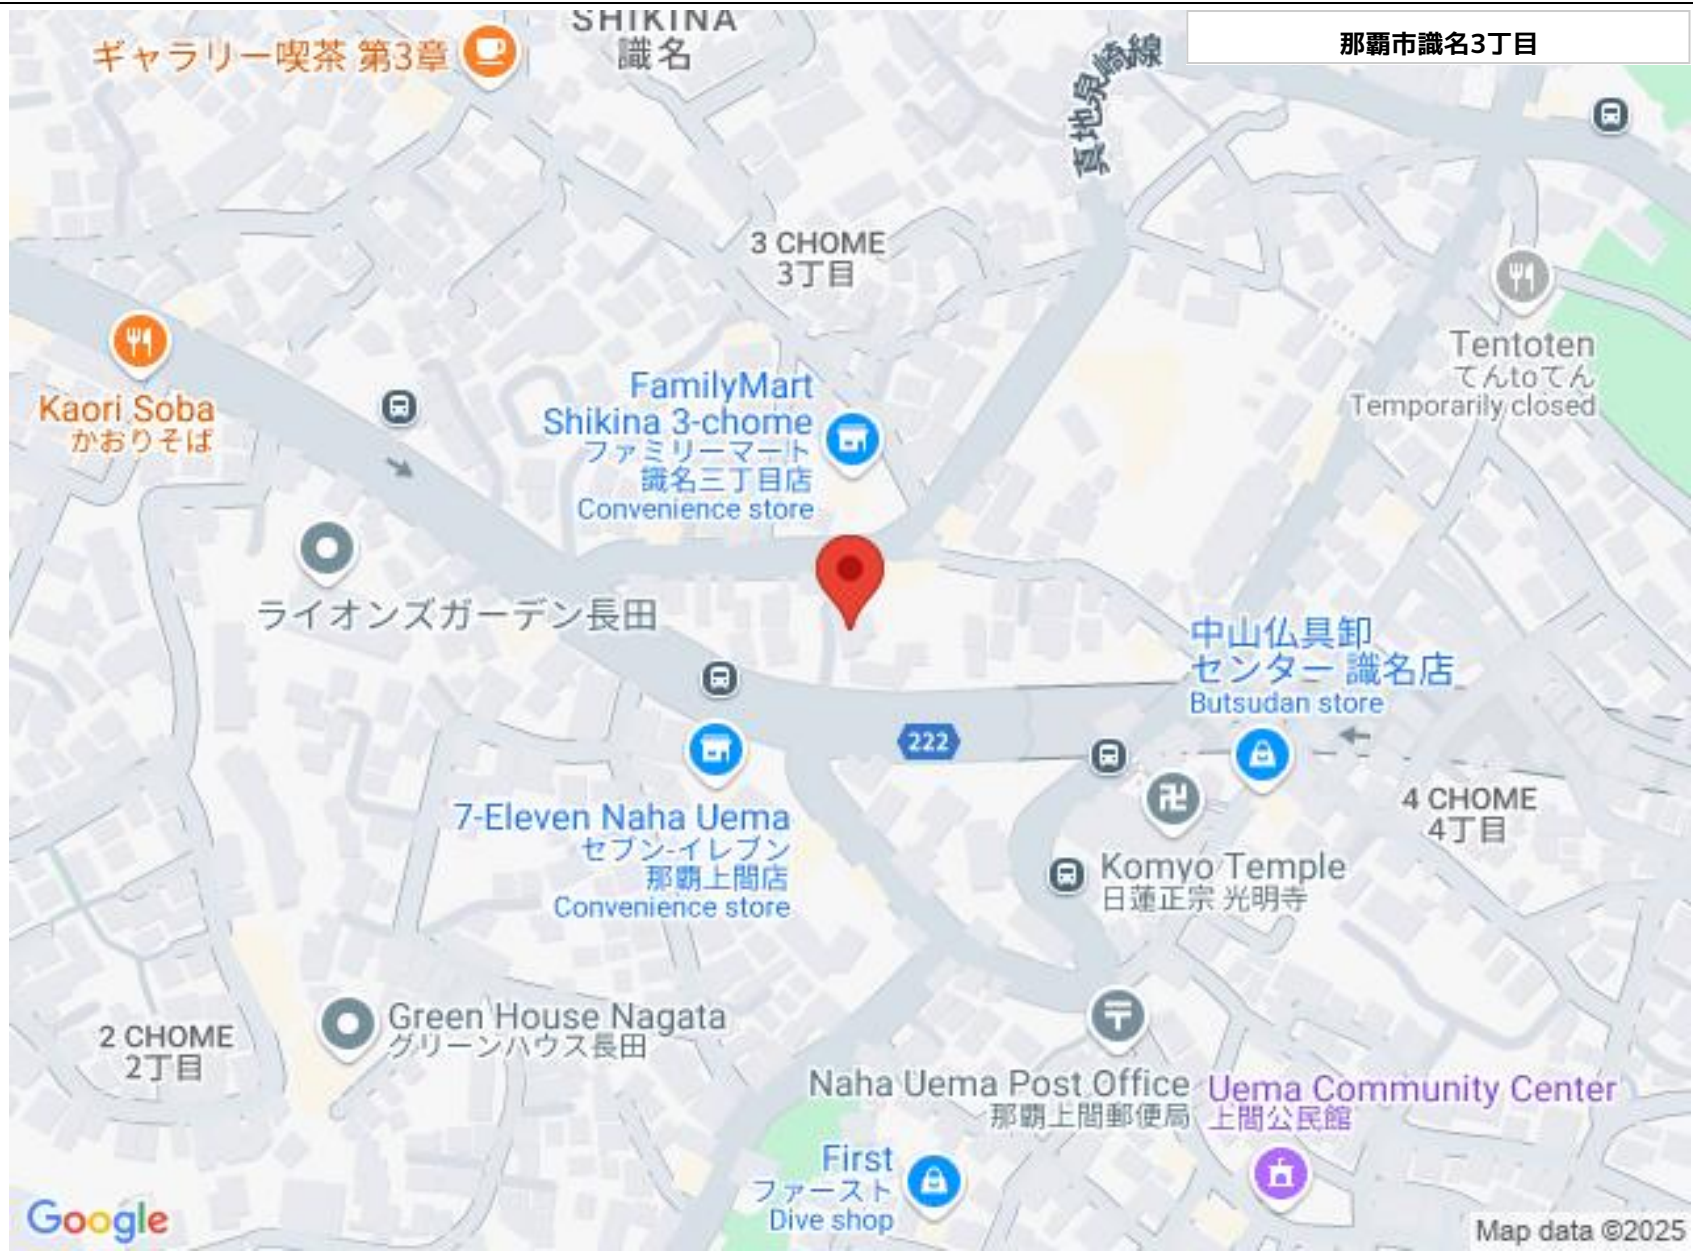 SHIKINA
識名
那覇市識名3丁目
ギャラリー喫茶 第3章
真地久茂地線
3 CHOME
3丁目
Tentoten
てんtoてん
Temporarily closed
Kaori Soba
かおりそば
FamilyMart
Shikina 3-chome
ファミリーマート
識名三丁目店
Convenience store
ライオンズガーデン長田
中山仏具卸
センター 識名店
Butsudan store
222
7-Eleven Naha Uema
セブン-イレブン
那覇上間店
Convenience store
4 CHOME
4丁目
Komyo Temple
日蓮正宗 光明寺
2 CHOME
2丁目
Green House Nagata
グリーンハウス長田
Naha Uema Post Office
那覇上間郵便局
Uema Community Center
上間公民館
First
ファースト
Dive shop
Google
Map data ©2025